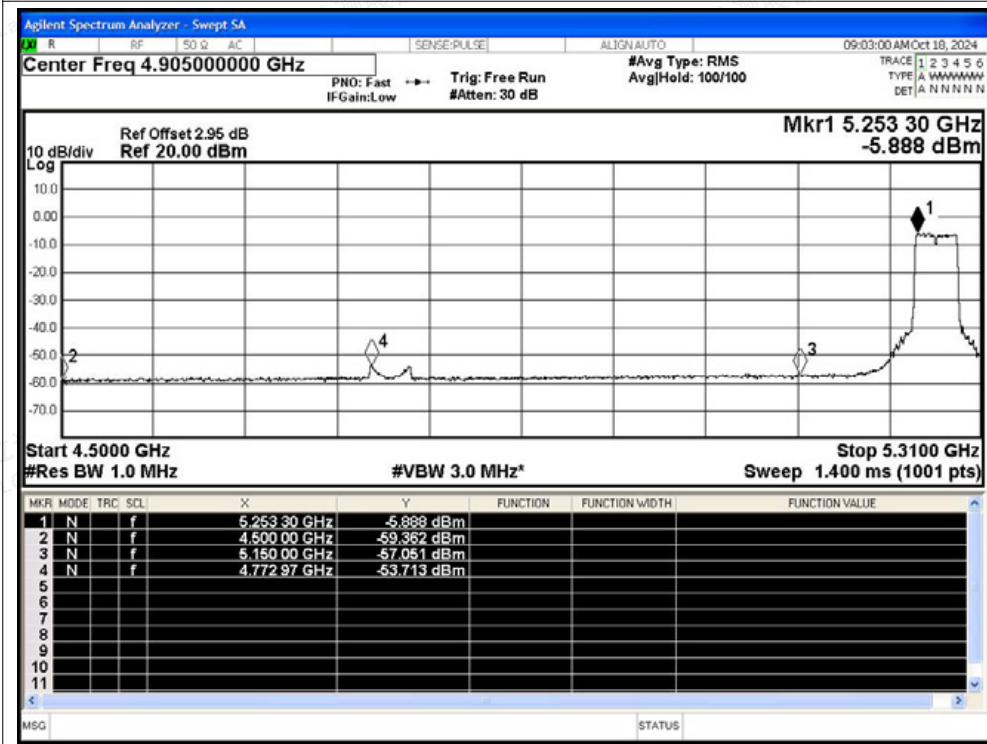 Agilent Spectrum Analyzer - Swept SA
LXI R RF 50 Ω AC SENSE:PULSE ALIGN AUTO 09:03:00 AM Oct 18, 2024
Center Freq 4.905000000 GHz #Avg Type: RMS TRACE 1 2 3 4 5 6
PNO: Fast Trig: Free Run Avg|Hold: 100/100 TYPE A WWWWW
IFGain:Low #Atten: 30 dB DET A N N N N N
Mkr1 5.253 30 GHz
Ref Offset 2.95 dB
10 dB/div Ref 20.00 dBm -5.888 dBm
Log
10.0
0.00
1
-10.0
-20.0
-30.0
-40.0
4
3
-50.0
2
-60.0
-70.0
Start 4.5000 GHz Stop 5.3100 GHz
#Res BW 1.0 MHz #VBW 3.0 MHz* Sweep 1.400 ms (1001 pts)
MKR MODE TRC SCL X Y FUNCTION FUNCTION WIDTH FUNCTION VALUE
1 N f 5.253 30 GHz -5.888 dBm
2 N f 4.500 00 GHz -59.362 dBm
3 N f 5.150 00 GHz -57.051 dBm
4 N f 4.772 97 GHz -53.713 dBm
5
6
7
8
9
10
11
MSG STATUS